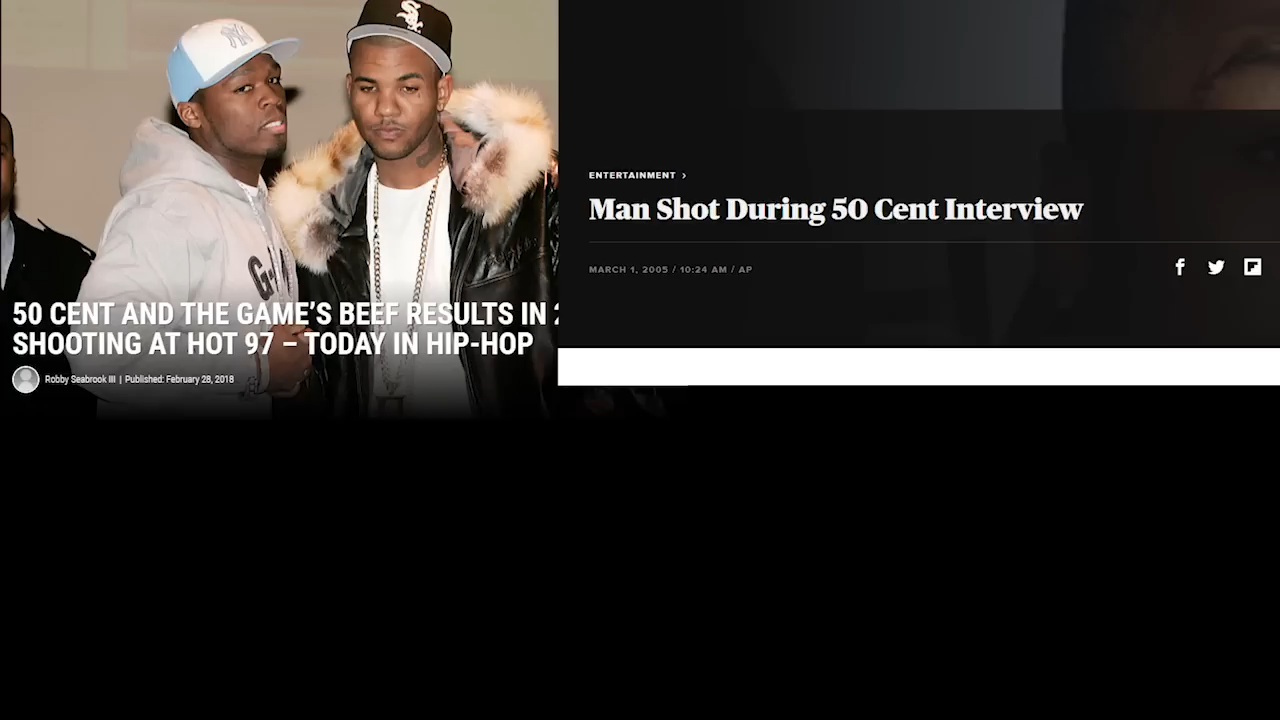 50 CENT AND THE GAME'S BEEF RESULTS IN
SHOOTING AT HOT 97 – TODAY IN HIP-HOP
Robby Seabrook III | Published: February 28, 2018
ENTERTAINMENT ›
Man Shot During 50 Cent Interview
MARCH 1, 2005 / 10:24 AM / AP